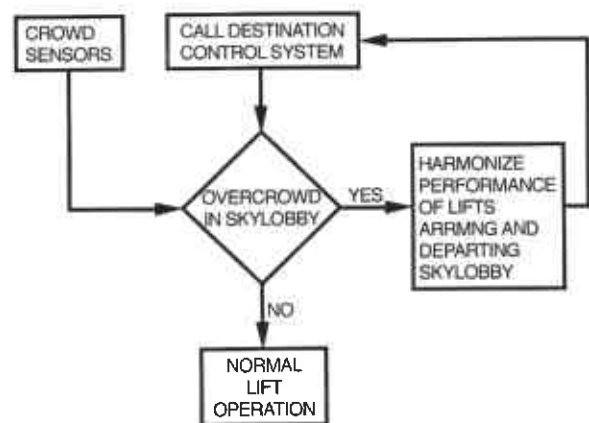 CROWD
SENSORS
CALL DESTINATION
CONTROL SYSTEM
OVERCROWD
IN SKYLOBBY
YES
HARMONIZE
PERFORMANCE
OF LIFTS
ARRMNG AND
DEPARTING
SKYLOBBY
NO
NORMAL
LIFT
OPERATION